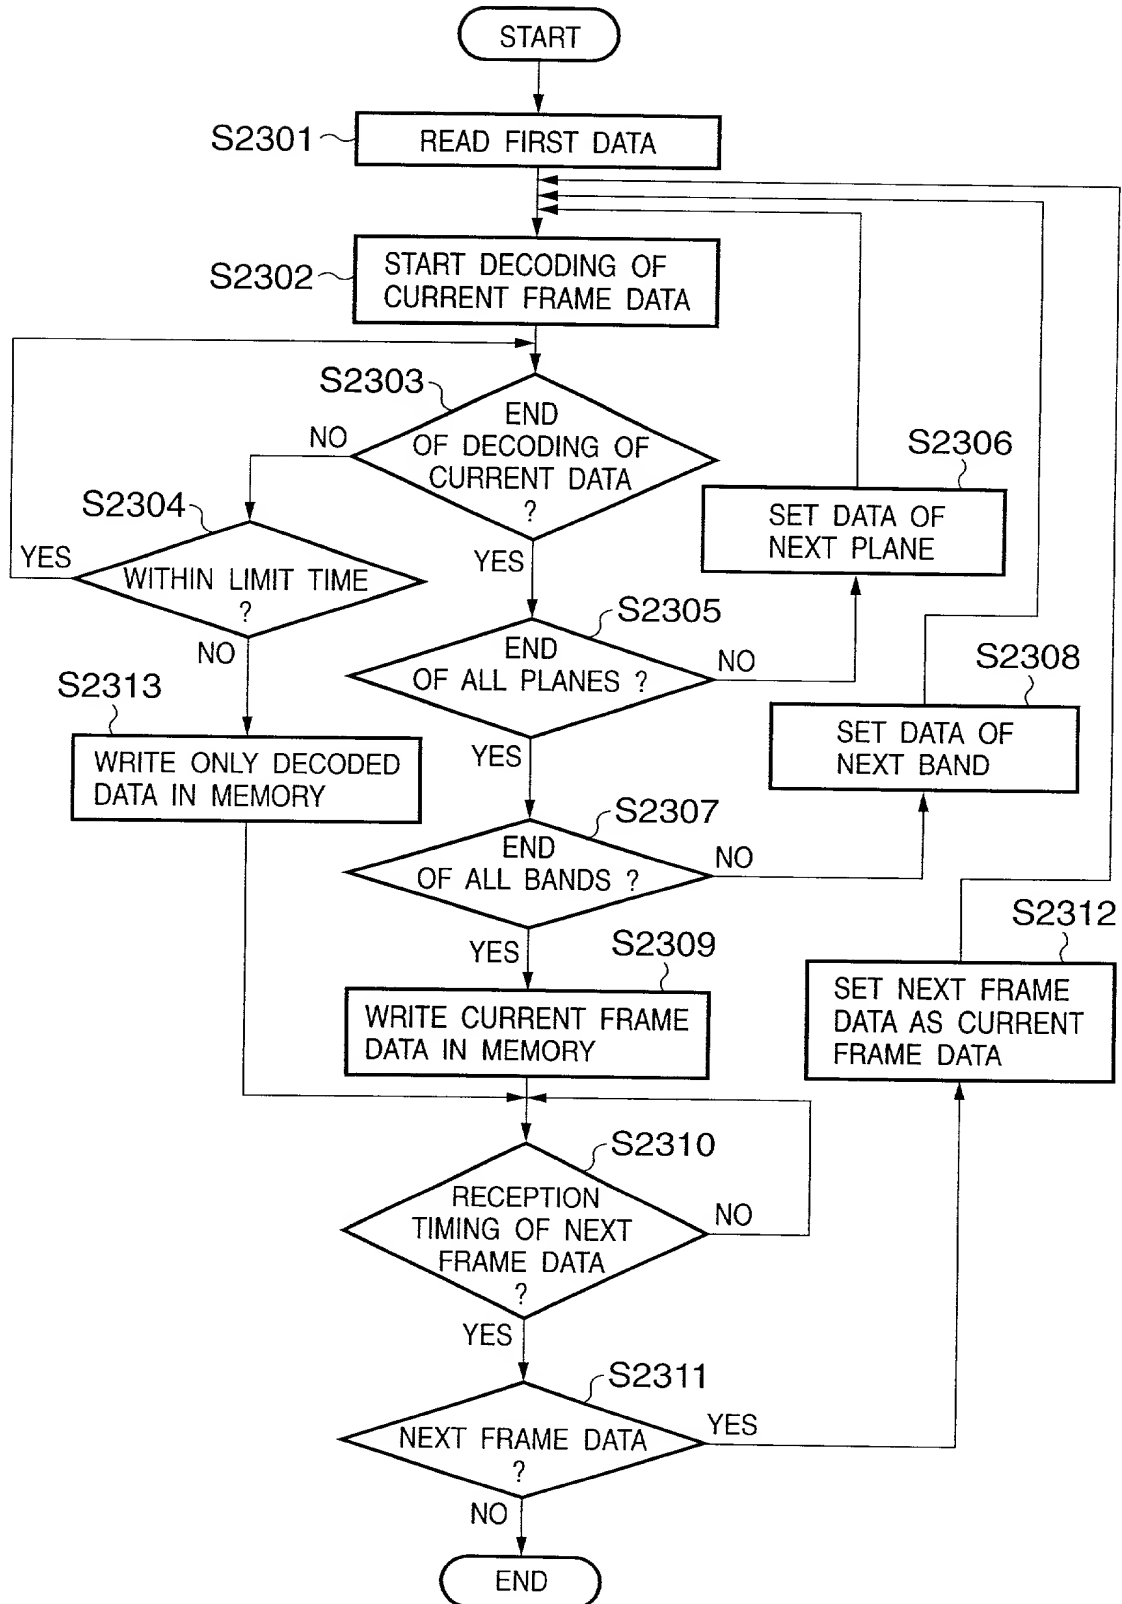 START
S2301
READ FIRST DATA
S2302
START DECODING OF
CURRENT FRAME DATA
S2303
END
OF DECODING OF
CURRENT DATA
?
NO
YES
S2304
WITHIN LIMIT TIME
?
YES
NO
S2305
END
OF ALL PLANES ?
NO
YES
S2306
SET DATA OF
NEXT PLANE
S2307
END
OF ALL BANDS ?
NO
YES
S2308
SET DATA OF
NEXT BAND
S2313
WRITE ONLY DECODED
DATA IN MEMORY
S2309
WRITE CURRENT FRAME
DATA IN MEMORY
S2310
RECEPTION
TIMING OF NEXT
FRAME DATA
?
NO
YES
S2311
NEXT FRAME DATA
?
YES
NO
S2312
SET NEXT FRAME
DATA AS CURRENT
FRAME DATA
END